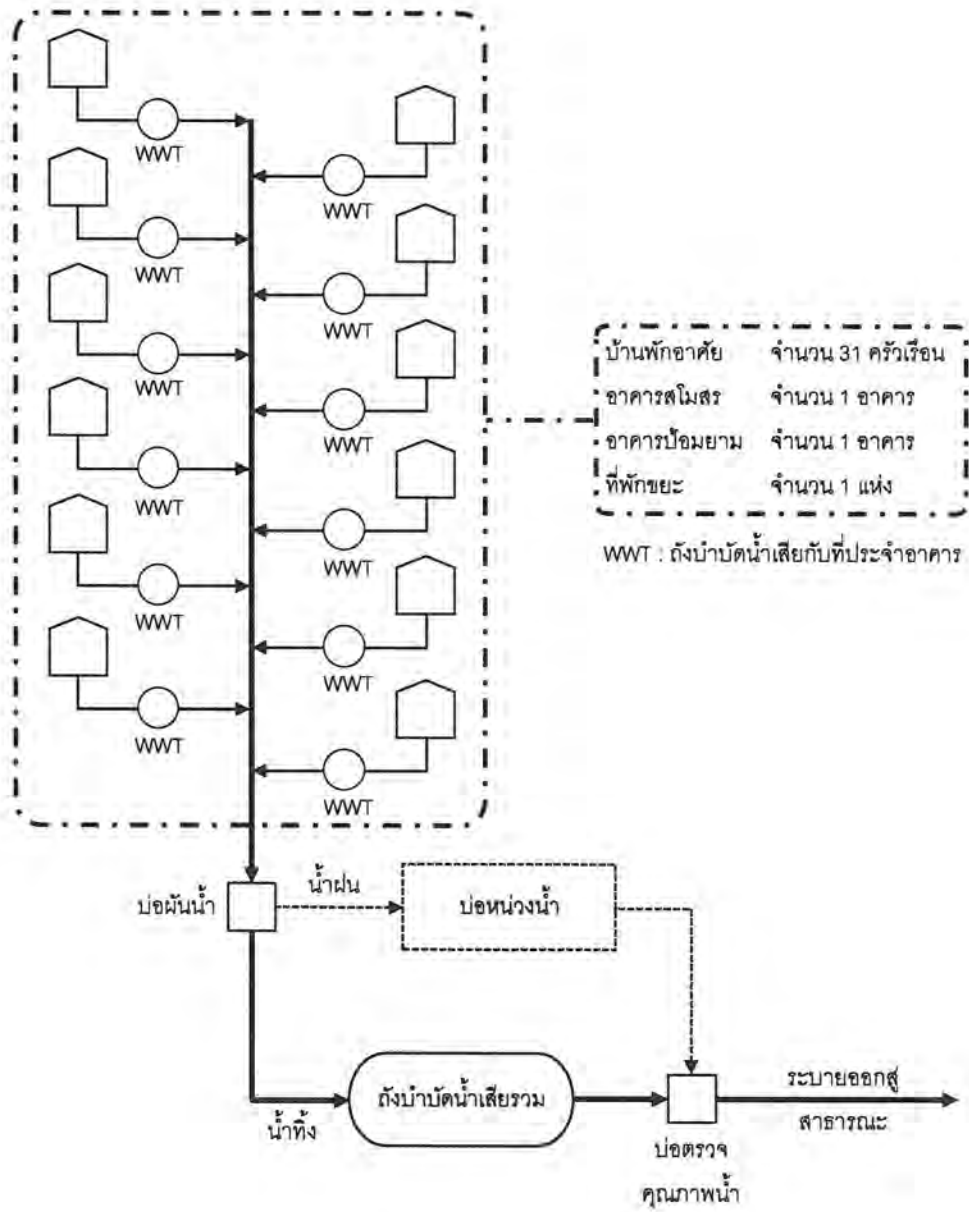 WWT
WWT
WWT
WWT
WWT
WWT
WWT
WWT
WWT
WWT
WWT
WWT
บ้านพักอาศัย จำนวน 31 ครัวเรือน
อาคารสโมสร จำนวน 1 อาคาร
อาคารป้อมยาม จำนวน 1 อาคาร
ที่พักขยะ จำนวน 1 แห่ง
WWT : ถังบำบัดน้ำเสียกับที่ประจำอาคาร
บ่อผันน้ำ
น้ำฝน
บ่อหน่วงน้ำ
น้ำทิ้ง
ถังบำบัดน้ำเสียรวม
บ่อตรวจ
คุณภาพน้ำ
ระบายออกสู่
สาธารณะ